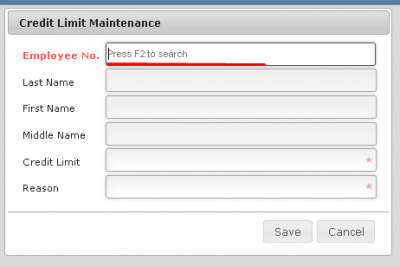 Credit Limit Maintenance
Employee No. Press F2 to search
Last Name
First Name
Middle Name
Credit Limit *
Reason *
Save Cancel